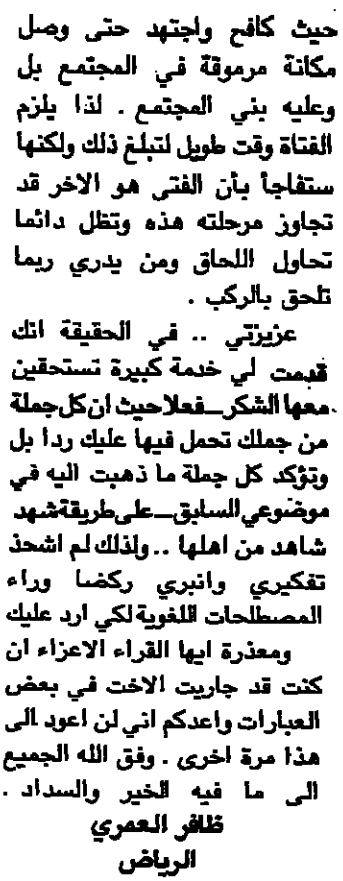 حيث كافح واجتهد حتى وصل
مكانة مرموقة في المجتمع بل
وعليه بني المجتمع . لذا يلزم
الفتاة وقت طويل لتبلغ ذلك ولكنها
ستفاجأ بأن الفتى هو الاخر قد
تجاوز مرحلته هذه وتظل دائما
تحاول اللحاق ومن يدري ربما
تلحق بالركب .
عزيزتي .. في الحقيقة انك
قدمت لي خدمة كبيرة تستحقين
معها الشكر ــ فعلا حيث ان كل جملة
من جملك تحمل فيها عليك ردا بل
وتؤكد كل جملة ما ذهبت اليه في
موضوعي السابق ــ على طريقة شهد
شاهد من اهلها .. ولذلك لم اشحذ
تفكيري وانبري ركضا وراء
المصطلحات اللغوية لكي ارد عليك
ومعذرة ايها القراء الاعزاء ان
كنت قد جاريت الاخت في بعض
العبارات واعدكم اني لن اعود الى
هذا مرة اخرى . وفق الله الجميع
الى ما فيه الخير والسداد .
ظافر العمري
الرياض